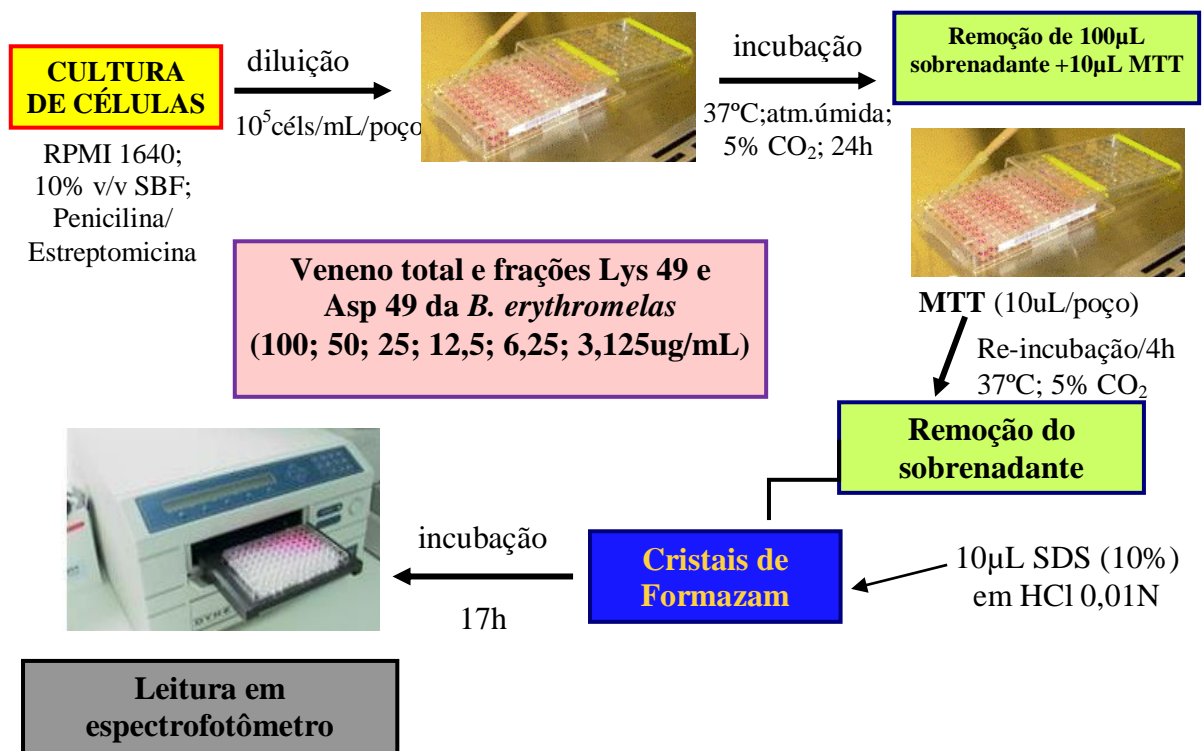 CULTURA
DE CÉLULAS
RPMI 1640;
10% v/v SBF;
Penicilina/
Estreptomicina
diluição
10⁵céls/mL/poço
incubação
37ºC;atm.úmida;
5% CO₂; 24h
Remoção de 100µL
sobrenadante +10µL MTT
MTT (10uL/poço)
Re-incubação/4h
37ºC; 5% CO₂
Veneno total e frações Lys 49 e
Asp 49 da B. erythromelas
(100; 50; 25; 12,5; 6,25; 3,125ug/mL)
Remoção do
sobrenadante
Cristais de
Formazam
10µL SDS (10%)
em HCl 0,01N
incubação
17h
Leitura em
espectrofotômetro